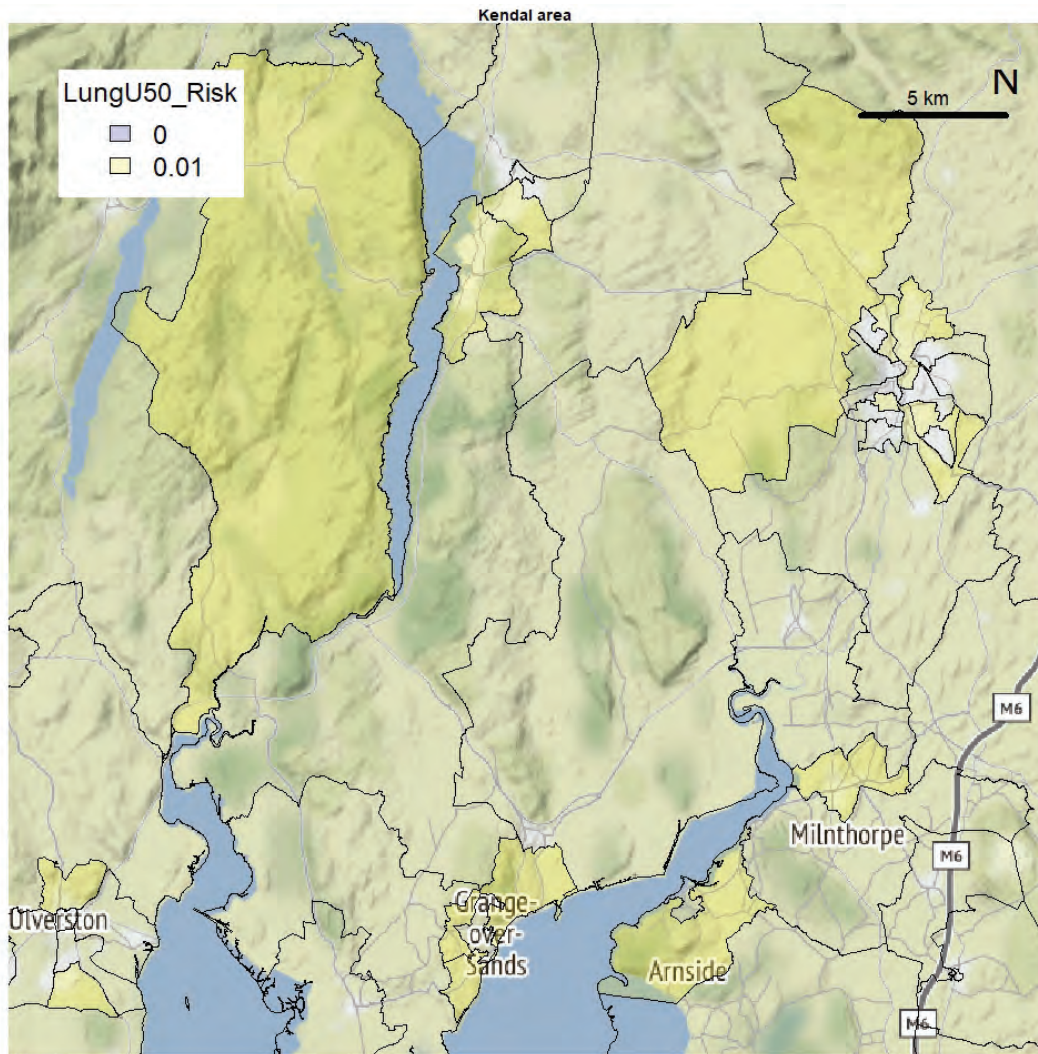 Kendal area
LungU50_Risk
0
0.01
N
5 km
M6
Milnthorpe
M6
Grange-
over-
Sands
Ulverston
Arnside
M6